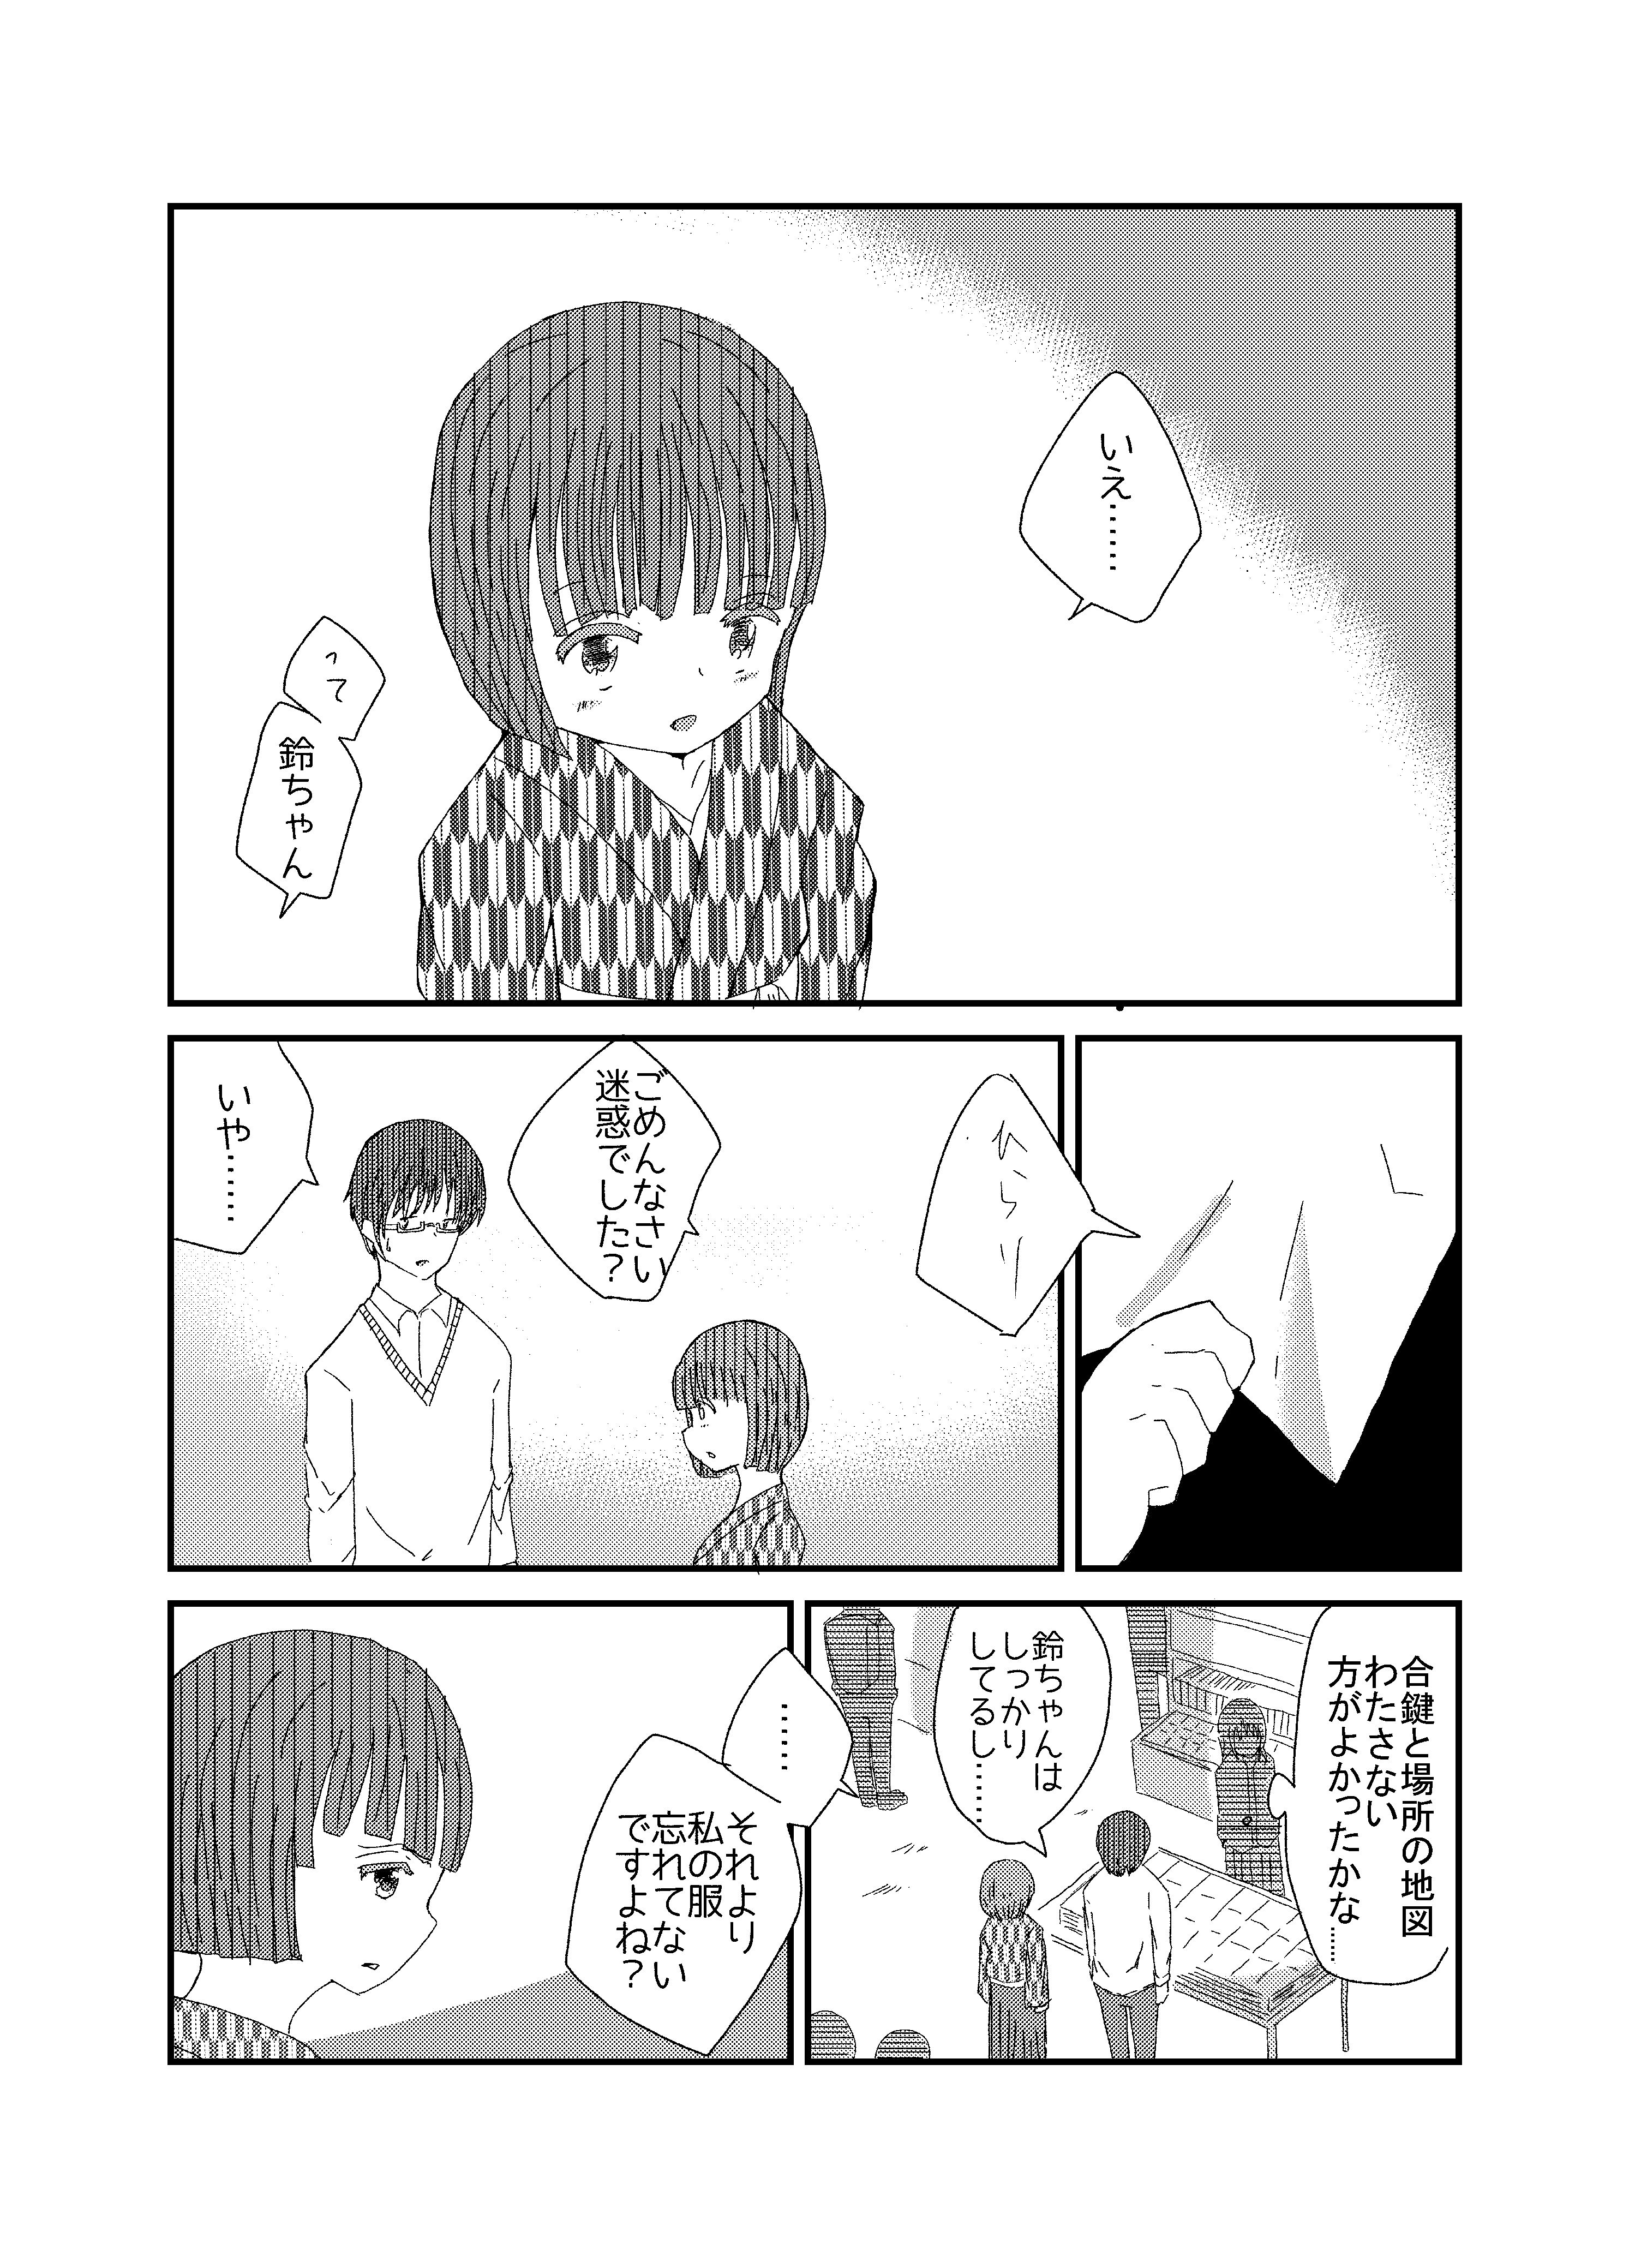 いえ……
って
鈴ちゃん
ひらり
ごめんなさい
迷惑でした？
いや……
合鍵と場所の地図
わたさない
方がよかったかな……
鈴ちゃんは
しっかり
してるし……
……
それより
私の服
忘れてない
ですよね？